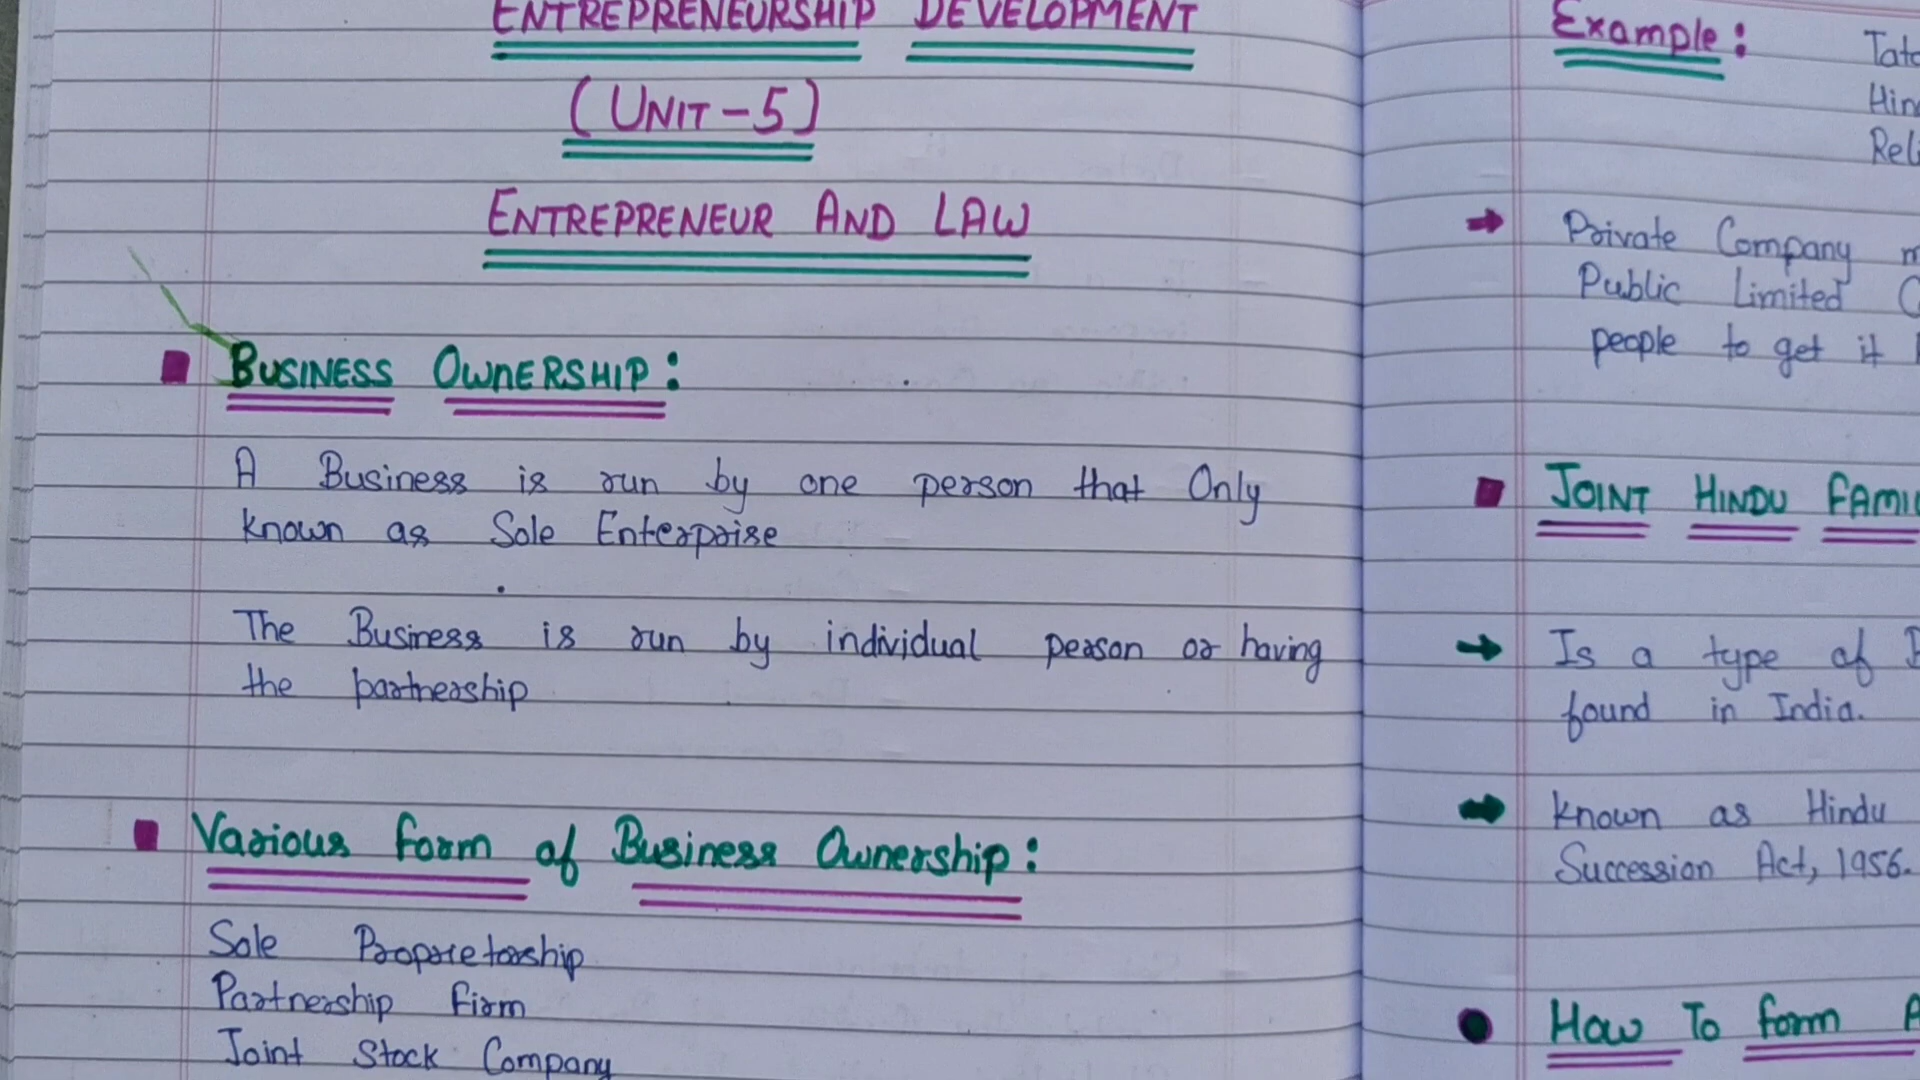 ENTREPRENEURSHIP DEVELOPMENT
(UNIT-5)
ENTREPRENEUR AND LAW
BUSINESS OWNERSHIP:
A Business is run by one person that Only
known as Sole Enterprise
The Business is run by individual person or having
the partnership
Various form of Business Ownership:
Sole Proprietorship
Partnership firm
Joint Stock Company
Example:
Private Company
Public Limited
people to get it
JOINT HINDU
Is a type of
found in India.
known as Hindu
Succession Act, 1956.
How To form